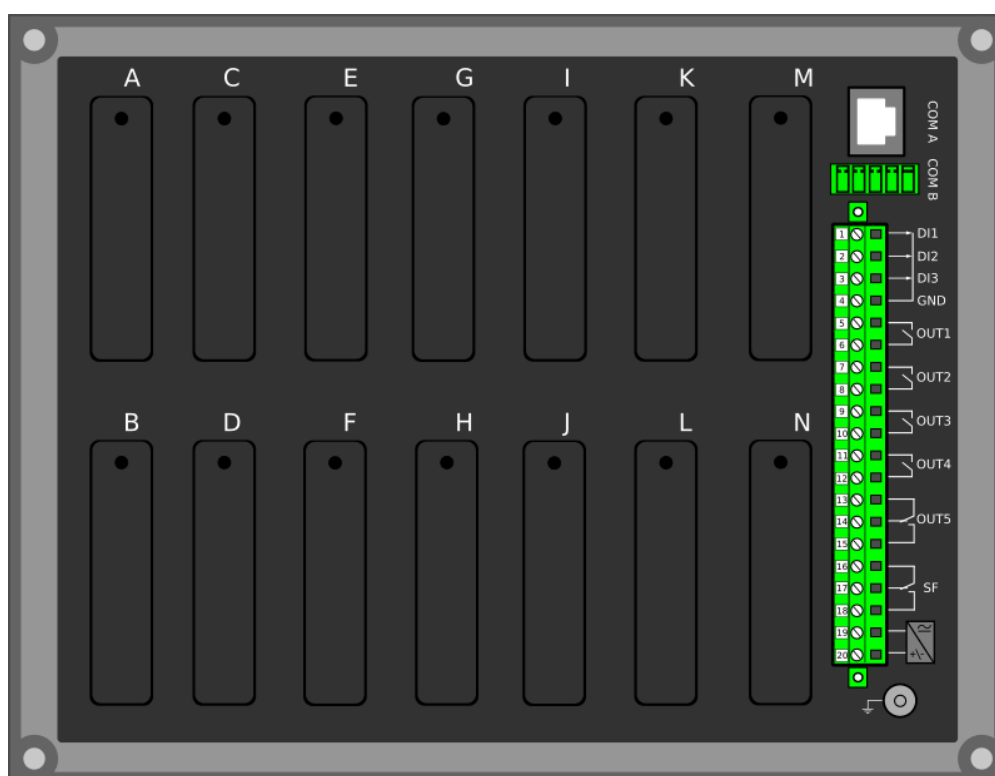 A C E G I K M
B D F H J L N
COM A
COM B
1 DI1
2 DI2
3 DI3
4 GND
5
OUT1
6
7
OUT2
8
9
OUT3
10
11
OUT4
12
13
14 OUT5
15
16
17 SF
18
19
20 +\-